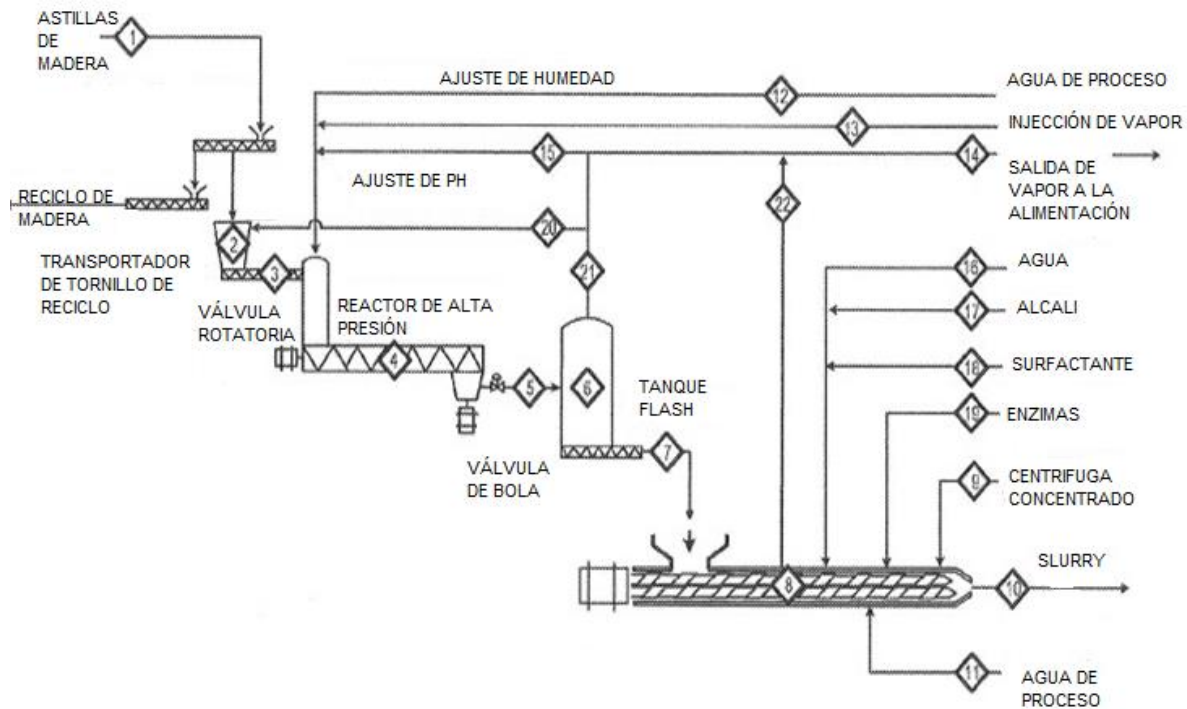 ASTILLAS
DE
MADERA
1
AJUSTE DE HUMEDAD
12
AGUA DE PROCESO
13
INJECCIÓN DE VAPOR
15
14
AJUSTE DE PH
SALIDA DE
VAPOR A LA
ALIMENTACIÓN
RECICLO DE
MADERA
22
2
20
TRANSPORTADOR
DE TORNILLO DE
RECICLO
3
21
16
AGUA
VÁLVULA
ROTATORIA
REACTOR DE ALTA
PRESIÓN
17
ALCALI
4
18
SURFACTANTE
5
6
TANQUE
FLASH
19
ENZIMAS
7
VÁLVULA
DE BOLA
9
CENTRIFUGA
CONCENTRADO
SLURRY
8
10
11
AGUA DE
PROCESO